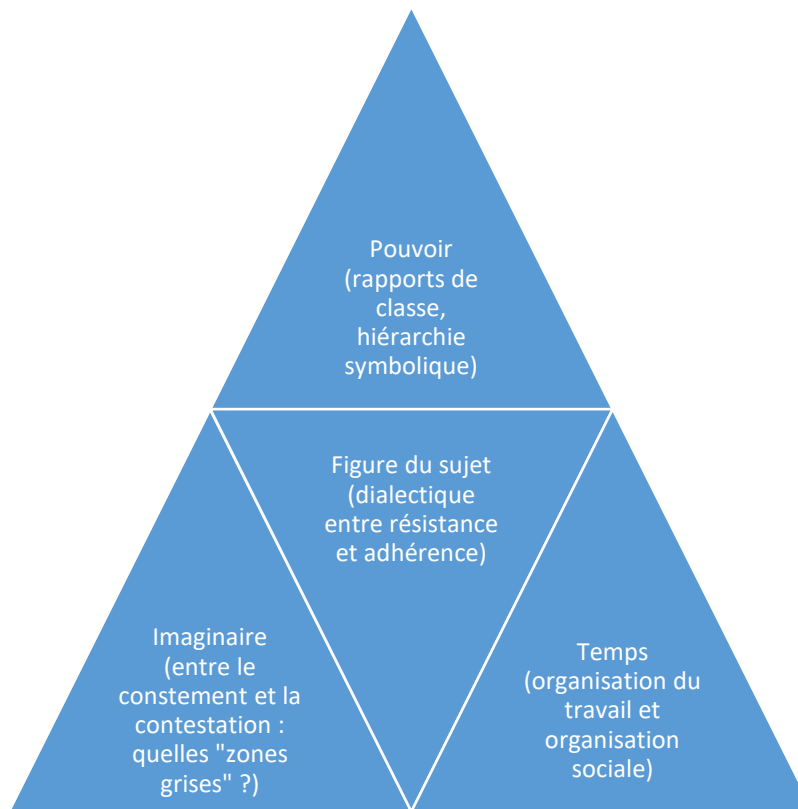 Pouvoir
(rapports de
classe,
hiérarchie
symbolique)
Figure du sujet
(dialectique
entre résistance
et adhérence)
Imaginaire
(entre le
constement et la
contestation :
quelles "zones
grises" ?)
Temps
(organisation du
travail et
organisation
sociale)